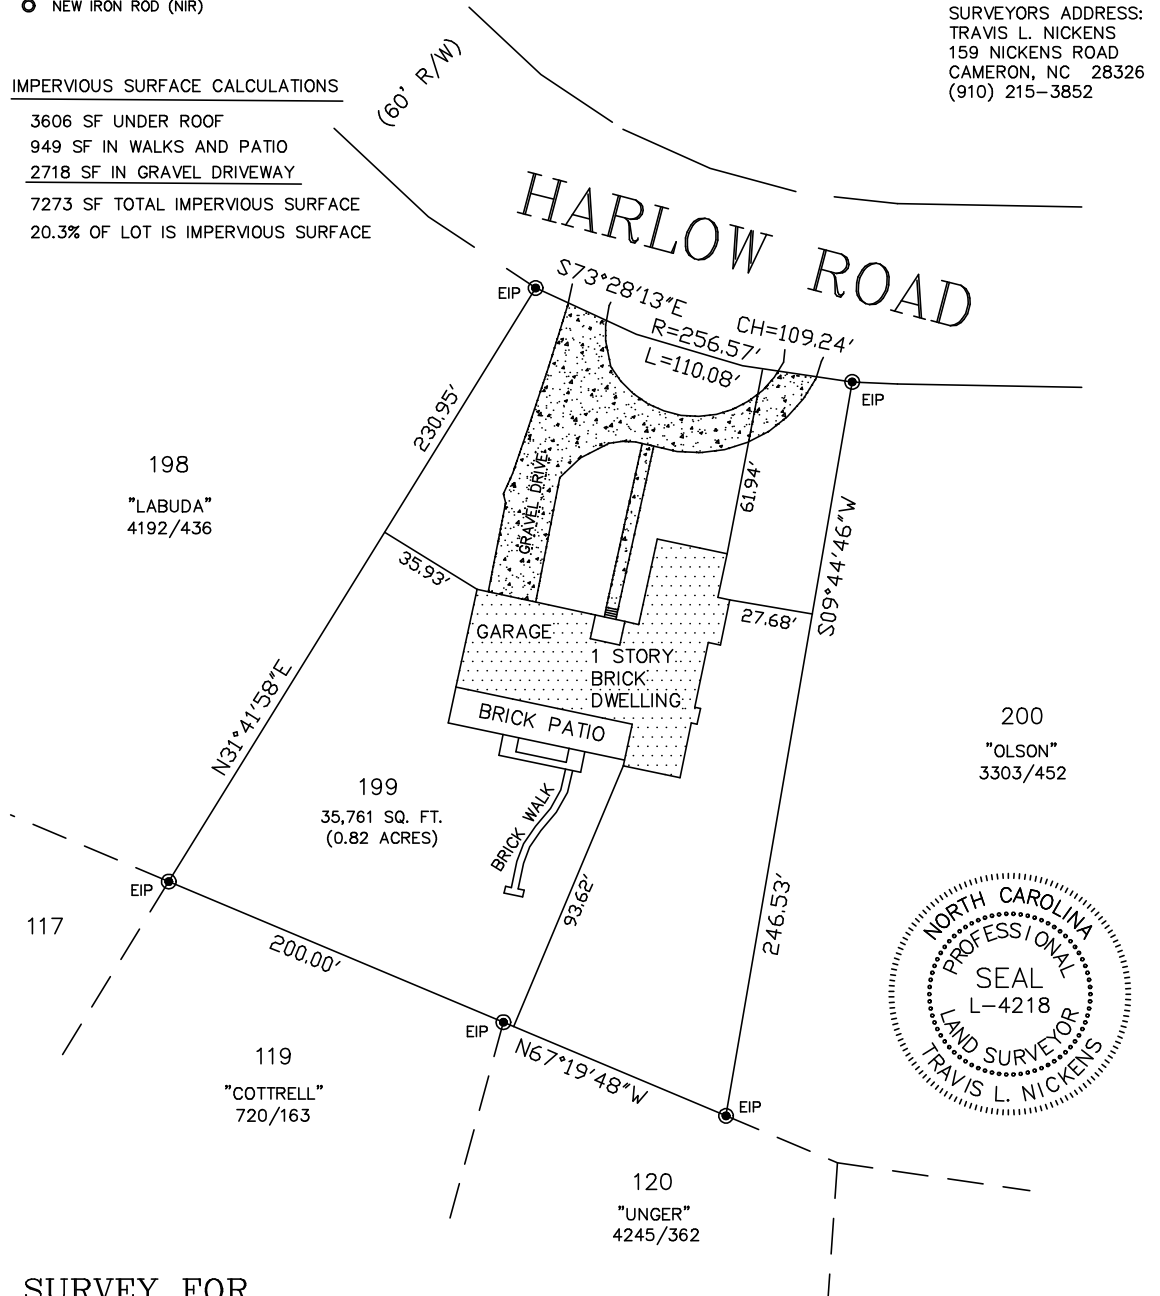 NEW IRON ROD (NIR)
SURVEYORS ADDRESS:
TRAVIS L. NICKENS
159 NICKENS ROAD
CAMERON, NC 28326
(910) 215-3852
IMPERVIOUS SURFACE CALCULATIONS
3606 SF UNDER ROOF
949 SF IN WALKS AND PATIO
2718 SF IN GRAVEL DRIVEWAY
7273 SF TOTAL IMPERVIOUS SURFACE
20.3% OF LOT IS IMPERVIOUS SURFACE
(60' R/W)
HARLOW ROAD
EIP
S73°28'13"E
R=256.57'
CH=109.24'
L=110.08'
EIP
230.95'
198
"LABUDA"
4192/436
GRAVEL DRIVE
61.94'
S09°44'46"W
35.93'
27.68'
GARAGE
1 STORY
BRICK
DWELLING
BRICK PATIO
N31°41'58"E
200
"OLSON"
3303/452
199
35,761 SQ. FT.
(0.82 ACRES)
BRICK WALK
93.62'
246.53'
EIP
117
200.00'
NORTH CAROLINA
PROFESSIONAL
SEAL
L-4218
LAND SURVEYOR
TRAVIS L. NICKENS
EIP
N67°19'48"W
119
"COTTRELL"
720/163
EIP
120
"UNGER"
4245/362
SURVEY FOR